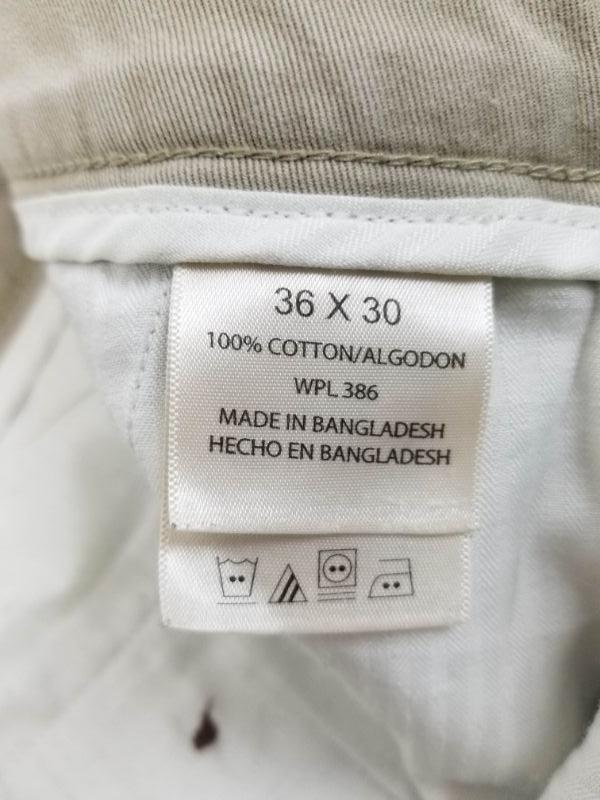 36 X 30
100% COTTON/ALGODON
WPL 386
MADE IN BANGLADESH
HECHO EN BANGLADESH